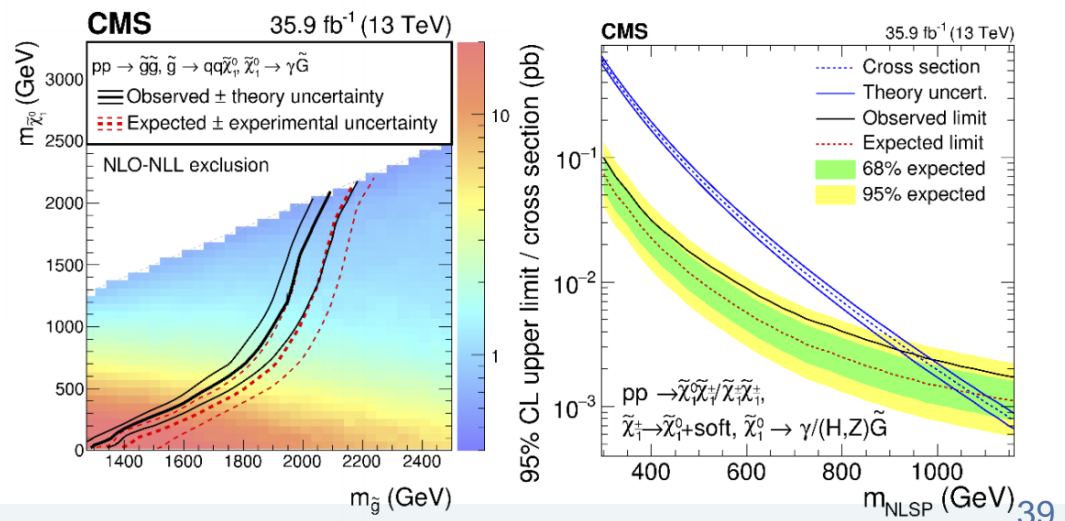 CMS 35.9 fb⁻¹ (13 TeV)
pp → g̃g̃, g̃ → qqχ̃⁰₁, χ̃⁰₁ → γG̃
Observed ± theory uncertainty
Expected ± experimental uncertainty
NLO-NLL exclusion
m_χ̃⁰₁ (GeV)
3000
2500
2000
1500
1000
500
0
1400 1600 1800 2000 2200 2400
m_g̃ (GeV)
10
1
95% CL upper limit / cross section (pb)
CMS 35.9 fb⁻¹ (13 TeV)
Cross section
Theory uncert.
Observed limit
Expected limit
68% expected
95% expected
10⁻¹
10⁻²
10⁻³
pp → χ̃⁰₁χ̃±₁/χ̃±₁χ̃±₁,
χ̃±₁→χ̃⁰₁+soft, χ̃⁰₁ → γ/(H,Z)G̃
400 600 800 1000
m_NLSP (GeV)
39